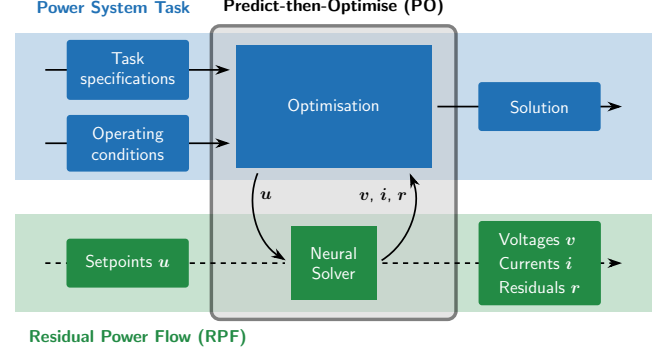 Power System Task
Predict-then-Optimise (PO)
Task
specifications
Optimisation
Solution
Operating
conditions
u
v, i, r
Setpoints u
Neural
Solver
Voltages v
Currents i
Residuals r
Residual Power Flow (RPF)